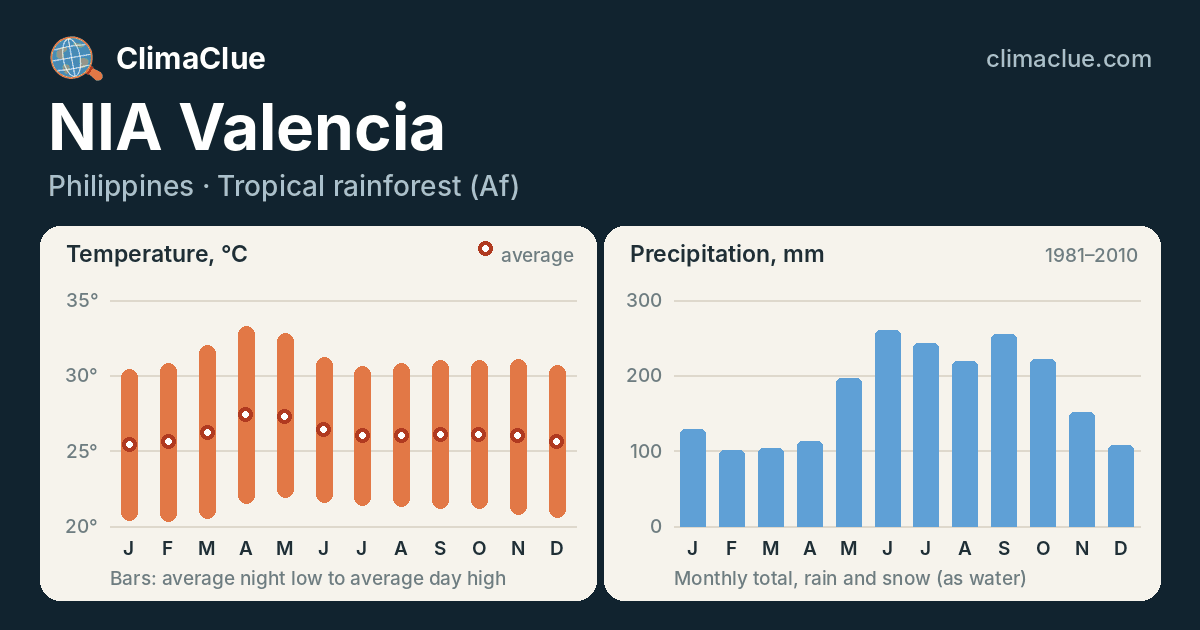 ClimaClue
climaclue.com
NIA Valencia
Philippines · Tropical rainforest (Af)
Temperature, °C
average
35°
30°
25°
20°
J F M A M J J A S O N D
Bars: average night low to average day high
Precipitation, mm
1981–2010
300
200
100
0
J F M A M J J A S O N D
Monthly total, rain and snow (as water)